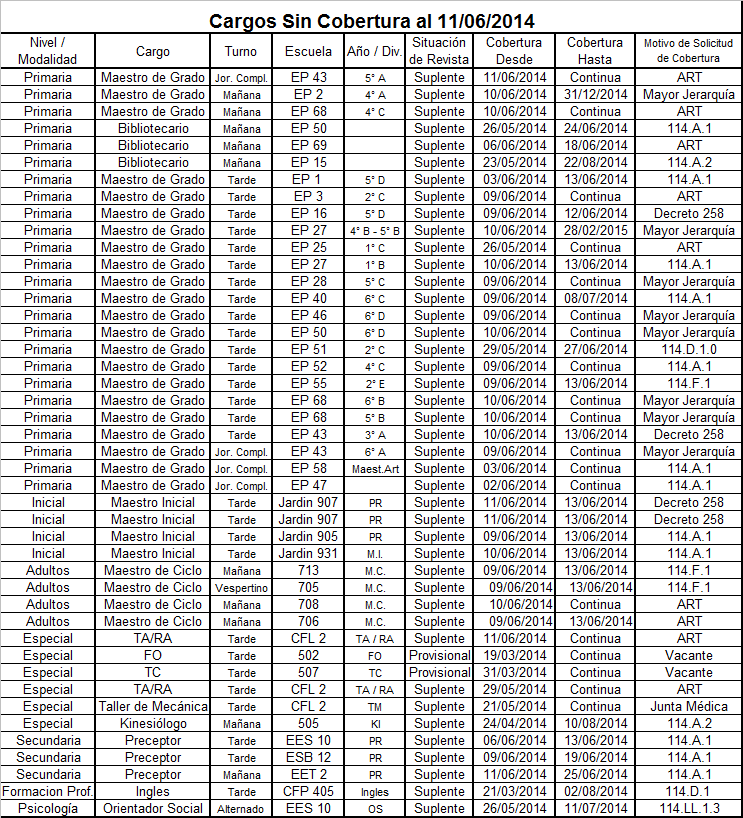 Cargos Sin Cobertura al 11/06/2014
Nivel / Modalidad Cargo Turno Escuela Año / Div. Situación de Revista Cobertura Desde Cobertura Hasta Motivo de Solicitud de Cobertura
Primaria Maestro de Grado Jor. Compl. EP 43 5° A Suplente 11/06/2014 Continua ART
Primaria Maestro de Grado Mañana EP 2 4° A Suplente 10/06/2014 31/12/2014 Mayor Jerarquía
Primaria Maestro de Grado Mañana EP 68 4° C Suplente 10/06/2014 Continua ART
Primaria Bibliotecario Mañana EP 50 Suplente 26/05/2014 24/06/2014 114.A.1
Primaria Bibliotecario Mañana EP 69 Suplente 06/06/2014 18/06/2014 ART
Primaria Bibliotecario Mañana EP 15 Suplente 23/05/2014 22/08/2014 114.A.2
Primaria Maestro de Grado Tarde EP 1 5° D Suplente 03/06/2014 13/06/2014 114.A.1
Primaria Maestro de Grado Tarde EP 3 2° C Suplente 09/06/2014 Continua ART
Primaria Maestro de Grado Tarde EP 16 5° D Suplente 09/06/2014 12/06/2014 Decreto 258
Primaria Maestro de Grado Tarde EP 27 4° B - 5° B Suplente 10/06/2014 28/02/2015 Mayor Jerarquía
Primaria Maestro de Grado Tarde EP 25 1° C Suplente 26/05/2014 Continua ART
Primaria Maestro de Grado Tarde EP 27 1° B Suplente 10/06/2014 13/06/2014 114.A.1
Primaria Maestro de Grado Tarde EP 28 5° C Suplente 09/06/2014 Continua Mayor Jerarquía
Primaria Maestro de Grado Tarde EP 40 6° C Suplente 09/06/2014 08/07/2014 114.A.1
Primaria Maestro de Grado Tarde EP 46 6° D Suplente 09/06/2014 Continua Mayor Jerarquía
Primaria Maestro de Grado Tarde EP 50 6° D Suplente 10/06/2014 Continua Mayor Jerarquía
Primaria Maestro de Grado Tarde EP 51 2° C Suplente 29/05/2014 27/06/2014 114.D.1.0
Primaria Maestro de Grado Tarde EP 52 4° C Suplente 09/06/2014 Continua 114.A.1
Primaria Maestro de Grado Tarde EP 55 2° E Suplente 09/06/2014 13/06/2014 114.F.1
Primaria Maestro de Grado Tarde EP 68 6° B Suplente 10/06/2014 Continua Mayor Jerarquía
Primaria Maestro de Grado Tarde EP 68 5° B Suplente 10/06/2014 Continua Mayor Jerarquía
Primaria Maestro de Grado Tarde EP 43 3° A Suplente 10/06/2014 13/06/2014 Decreto 258
Primaria Maestro de Grado Jor. Compl. EP 43 6° A Suplente 09/06/2014 Continua Mayor Jerarquía
Primaria Maestro de Grado Jor. Compl. EP 58 Maest.Art Suplente 03/06/2014 Continua 114.A.1
Primaria Maestro de Grado Jor. Compl. EP 47 Suplente 02/06/2014 Continua 114.A.1
Inicial Maestro Inicial Tarde Jardin 907 PR Suplente 11/06/2014 13/06/2014 Decreto 258
Inicial Maestro Inicial Tarde Jardin 907 PR Suplente 11/06/2014 13/06/2014 Decreto 258
Inicial Maestro Inicial Tarde Jardin 905 PR Suplente 09/06/2014 13/06/2014 114.A.1
Inicial Maestro Inicial Tarde Jardin 931 M.I. Suplente 10/06/2014 13/06/2014 114.A.1
Adultos Maestro de Ciclo Mañana 713 M.C. Suplente 09/06/2014 13/06/2014 114.F.1
Adultos Maestro de Ciclo Vespertino 705 M.C. Suplente 09/06/2014 13/06/2014 114.F.1
Adultos Maestro de Ciclo Mañana 708 M.C. Suplente 10/06/2014 Continua ART
Adultos Maestro de Ciclo Mañana 706 M.C. Suplente 09/06/2014 13/06/2014 ART
Especial TA/RA Tarde CFL 2 TA / RA Suplente 11/06/2014 Continua ART
Especial FO Tarde 502 FO Provisional 19/03/2014 Continua Vacante
Especial TC Tarde 507 TC Provisional 31/03/2014 Continua Vacante
Especial TA/RA Tarde CFL 2 TA / RA Suplente 29/05/2014 Continua ART
Especial Taller de Mecánica Tarde CFL 2 TM Suplente 21/05/2014 Continua Junta Médica
Especial Kinesiólogo Mañana 505 KI Suplente 24/04/2014 10/08/2014 114.A.2
Secundaria Preceptor Tarde EES 10 PR Suplente 06/06/2014 13/06/2014 114.A.1
Secundaria Preceptor Tarde ESB 12 PR Suplente 09/06/2014 19/06/2014 114.A.1
Secundaria Preceptor Mañana EET 2 PR Suplente 11/06/2014 25/06/2014 114.A.1
Formacion Prof. Ingles Tarde CFP 405 Ingles Suplente 21/03/2014 02/08/2014 114.D.1
Psicología Orientador Social Alternado EES 10 OS Suplente 26/05/2014 11/07/2014 114.LL.1.3